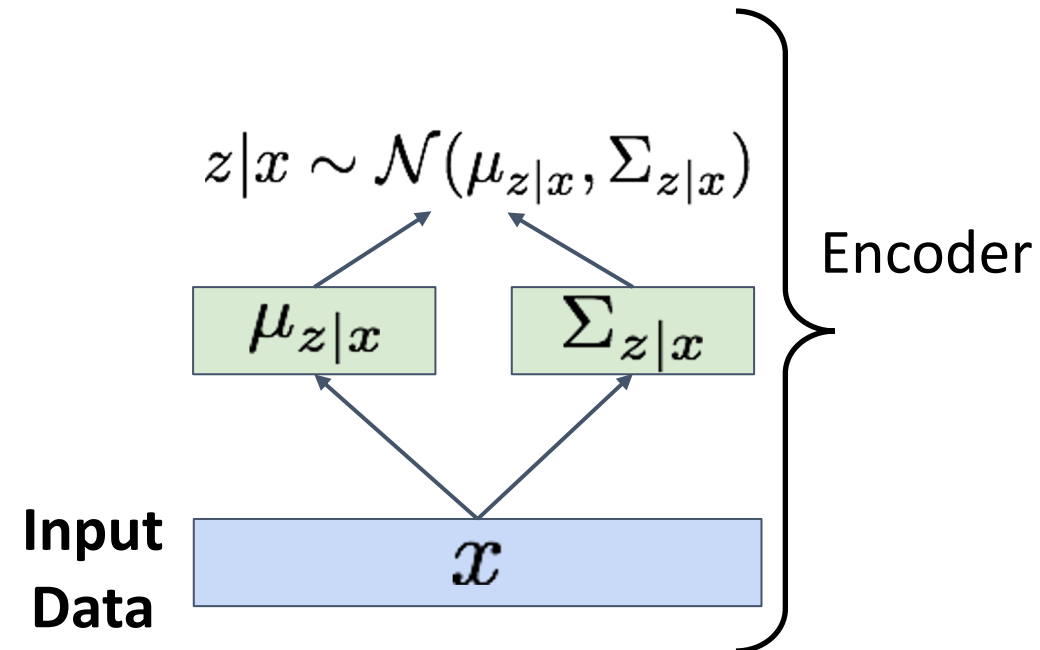 z|x ∼ 𝒩(μ_{z|x}, Σ_{z|x})
Encoder
μ_{z|x}
Σ_{z|x}
Input
Data
x